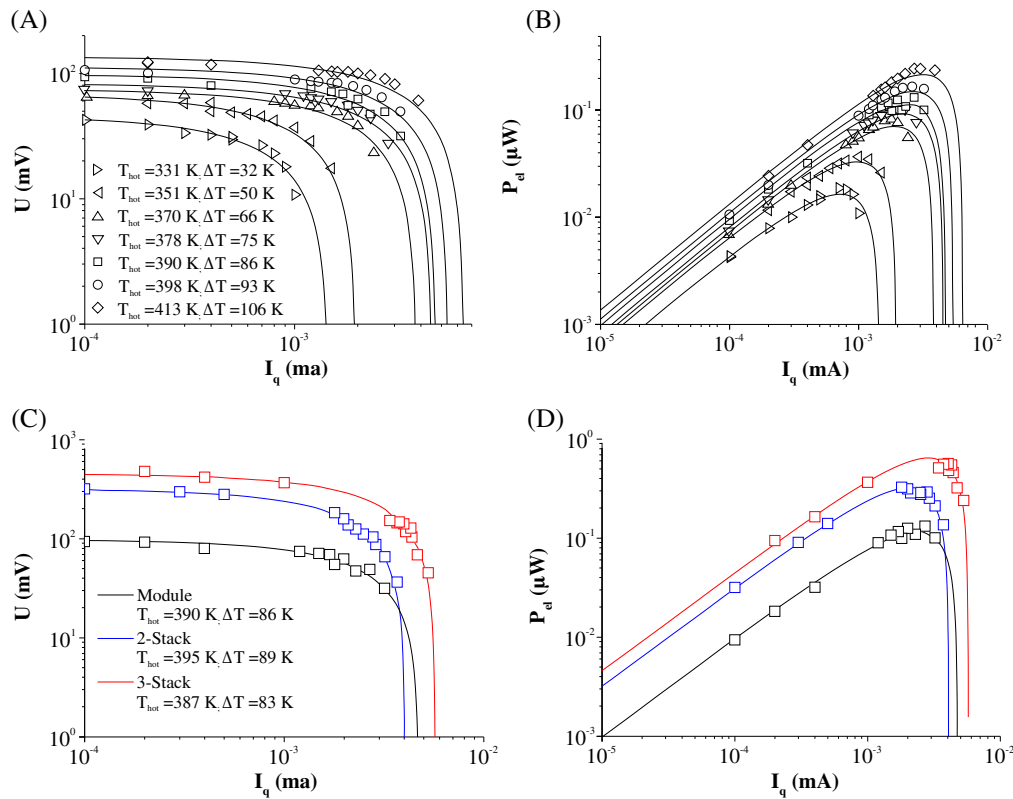 (A)
10²
10¹
10⁰
U (mV)
T_hot =331 K; ΔT =32 K
T_hot =351 K; ΔT =50 K
T_hot =370 K; ΔT =66 K
T_hot =378 K; ΔT =75 K
T_hot =390 K; ΔT =86 K
T_hot =398 K; ΔT =93 K
T_hot =413 K; ΔT =106 K
10⁻⁴
10⁻³
I_q (ma)
(B)
10⁻¹
10⁻²
10⁻³
P_el (µW)
10⁻⁵
10⁻⁴
10⁻³
10⁻²
I_q (mA)
(C)
10³
10²
10¹
10⁰
U (mV)
Module
T_hot =390 K; ΔT =86 K
2-Stack
T_hot =395 K; ΔT =89 K
3-Stack
T_hot =387 K; ΔT =83 K
10⁻⁴
10⁻³
10⁻²
I_q (ma)
(D)
10⁰
10⁻¹
10⁻²
10⁻³
P_el (µW)
10⁻⁵
10⁻⁴
10⁻³
10⁻²
I_q (mA)